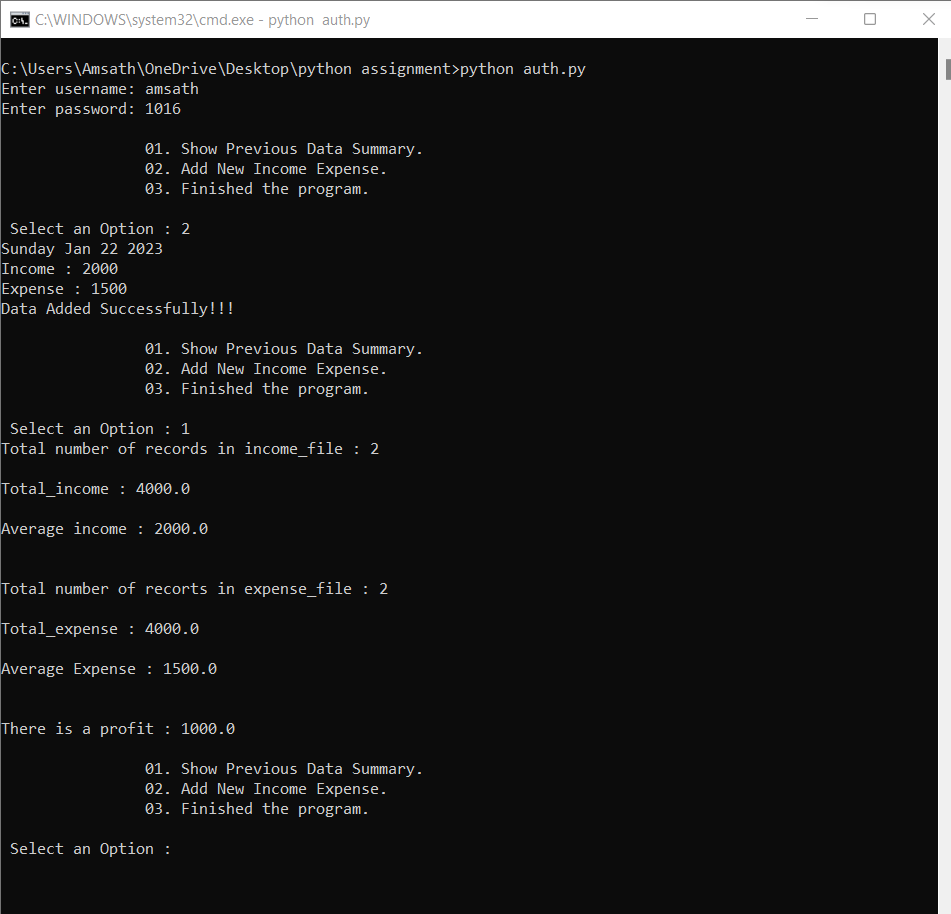 C:\WINDOWS\system32\cmd.exe - python  auth.py
C:\Users\Amsath\OneDrive\Desktop\python assignment>python auth.py
Enter username: amsath
Enter password: 1016
01. Show Previous Data Summary.
02. Add New Income Expense.
03. Finished the program.
Select an Option : 2
Sunday Jan 22 2023
Income : 2000
Expense : 1500
Data Added Successfully!!!
01. Show Previous Data Summary.
02. Add New Income Expense.
03. Finished the program.
Select an Option : 1
Total number of records in income_file : 2
Total_income : 4000.0
Average income : 2000.0
Total number of recorts in expense_file : 2
Total_expense : 4000.0
Average Expense : 1500.0
There is a profit : 1000.0
01. Show Previous Data Summary.
02. Add New Income Expense.
03. Finished the program.
Select an Option :